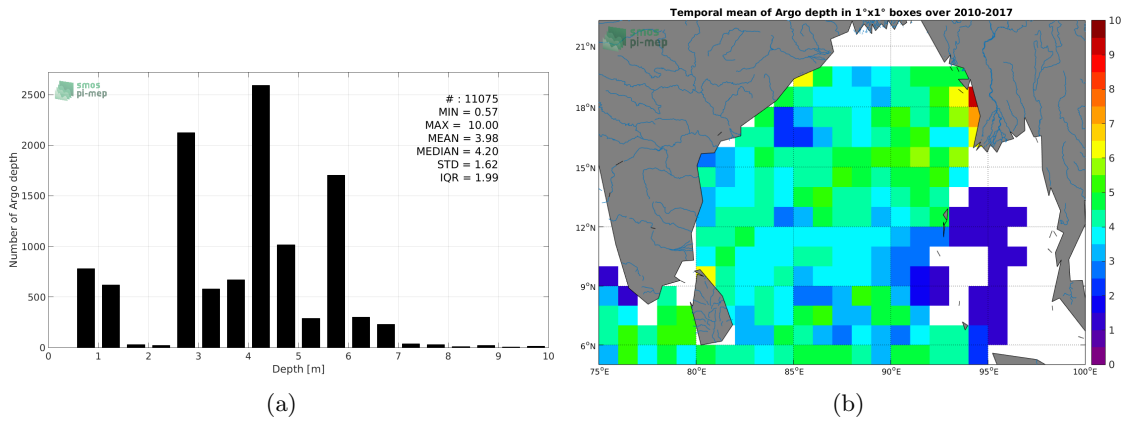 smos
pi-mep
# : 11075
MIN = 0.57
MAX = 10.00
MEAN = 3.98
MEDIAN = 4.20
STD = 1.62
IQR = 1.99
Number of Argo depth
2500
2000
1500
1000
500
0
0 1 2 3 4 5 6 7 8 9 10
Depth [m]
(a)
Temporal mean of Argo depth in 1°x1° boxes over 2010-2017
smos
pi-mep
21°N
18°N
15°N
12°N
9°N
6°N
75°E 80°E 85°E 90°E 95°E 100°E
10
9
8
7
6
5
4
3
2
1
0
(b)